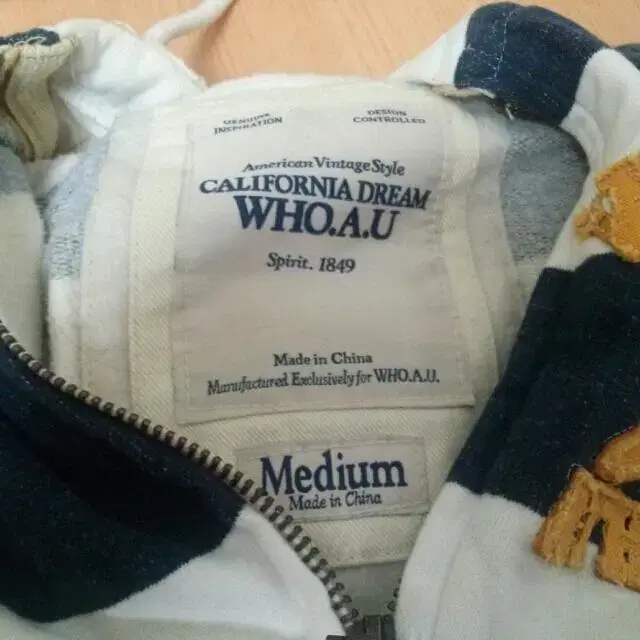 GENUINE
INSPIRATION
DESIGN
CONTROLLED
American Vintage Style
CALIFORNIA DREAM
WHO.A.U
Spirit. 1849
Made in China
Manufactured Exclusively for WHO.A.U.
Medium
Made in China